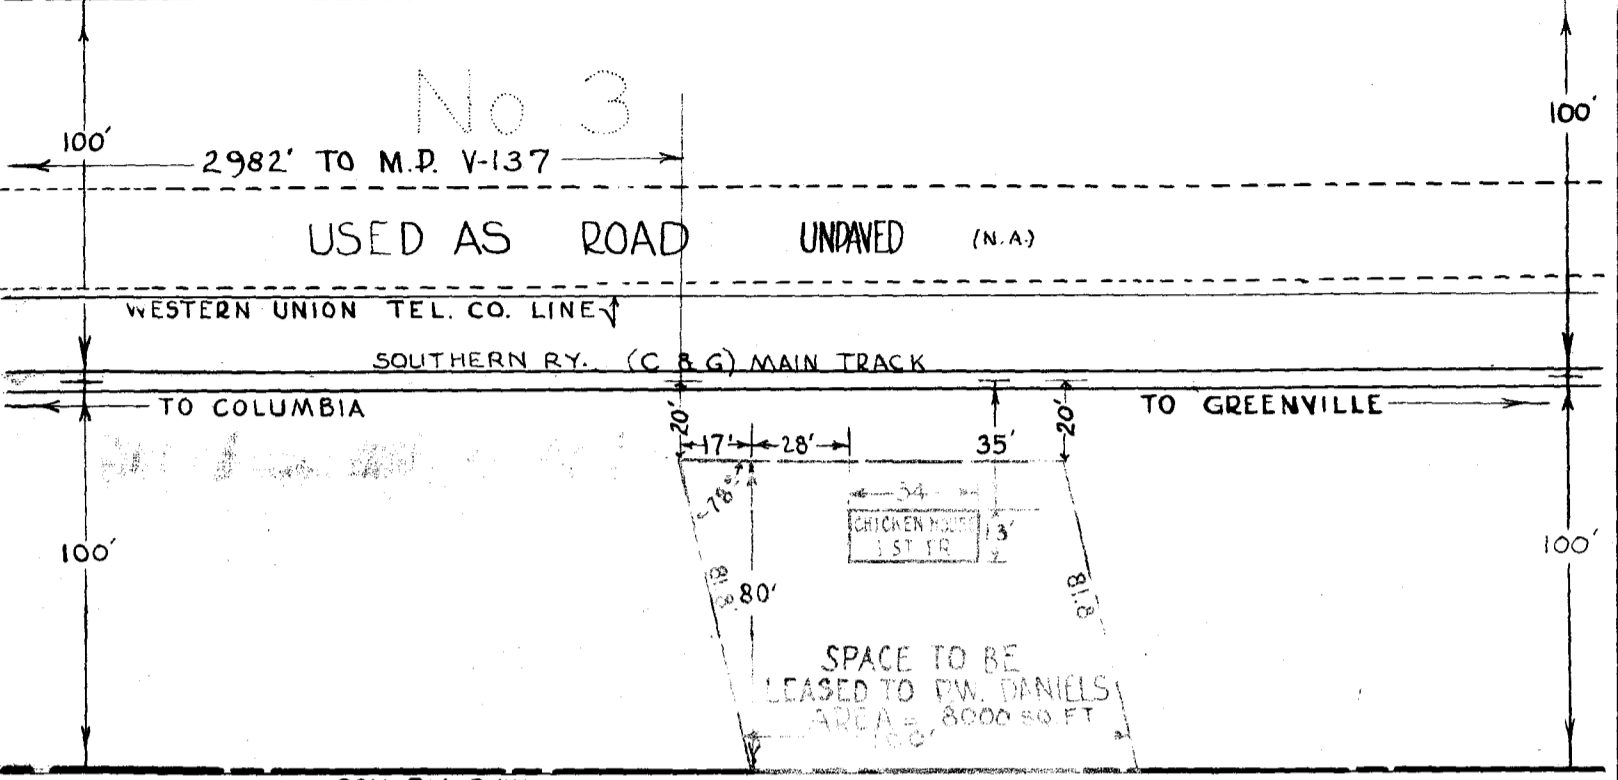 No 3
100'
100'
2982' TO M.P. V-137
USED AS ROAD UNPAVED (N.A.)
WESTERN UNION TEL. CO. LINE
SOUTHERN RY. (C & G) MAIN TRACK
TO COLUMBIA
TO GREENVILLE
20'
17'
28'
35'
20'
78°
34
CHICKEN HOUSE
1 ST FR
13'
100'
100'
81.8
80'
81.8
SPACE TO BE
LEASED TO
DANIELS
AREA = 8000 SQ. FT
100'